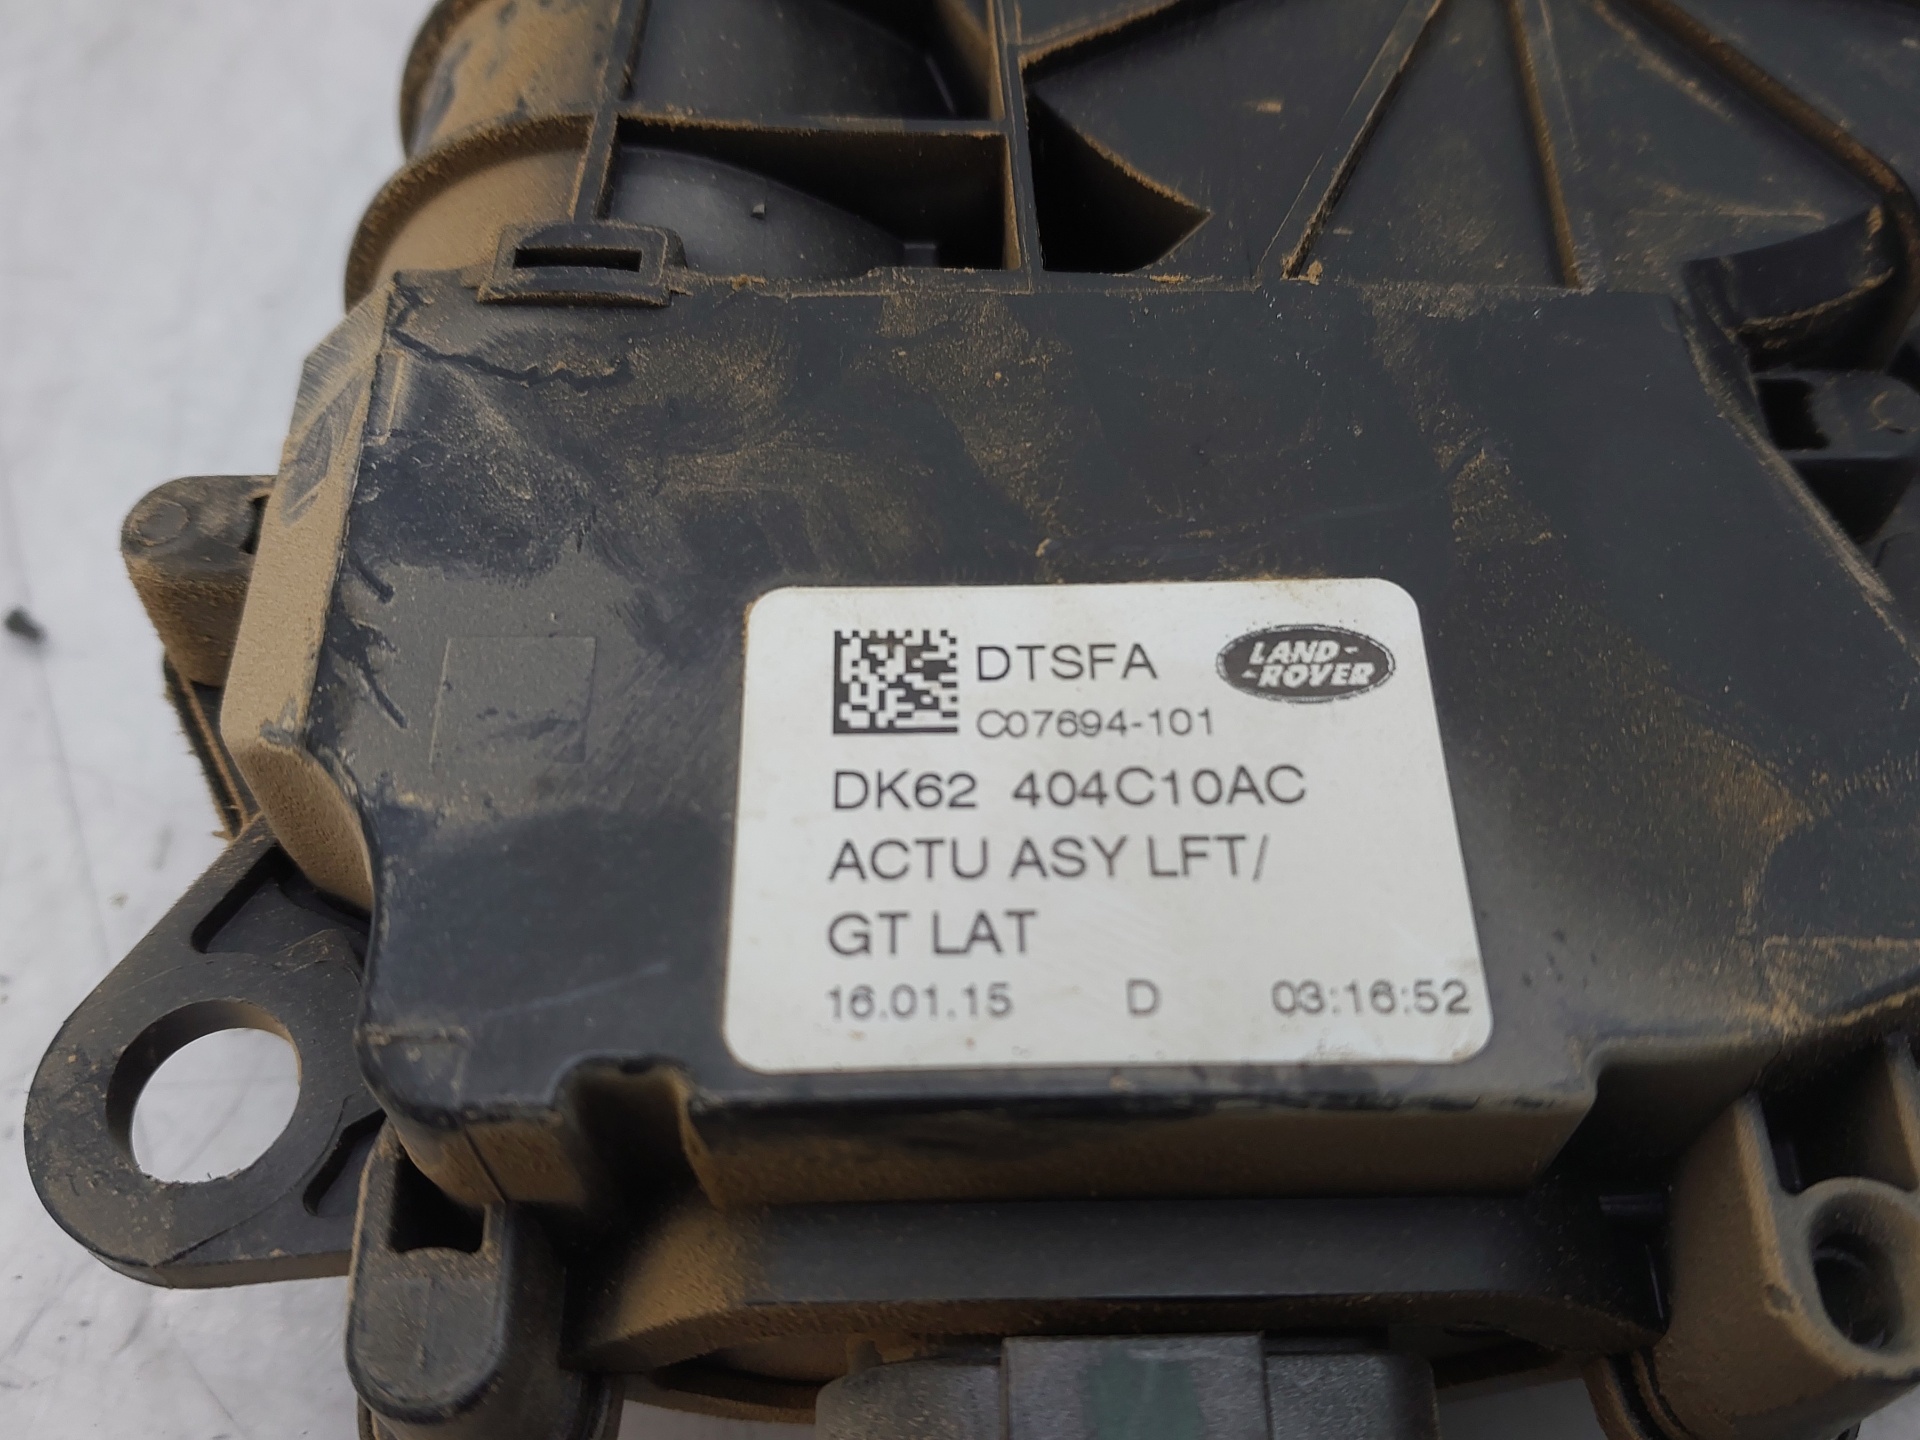 DTSFA
LAND-
-ROVER
C07694-101
DK62 404C10AC
ACTU ASY LFT/
GT LAT
16.01.15 D 03:16:52